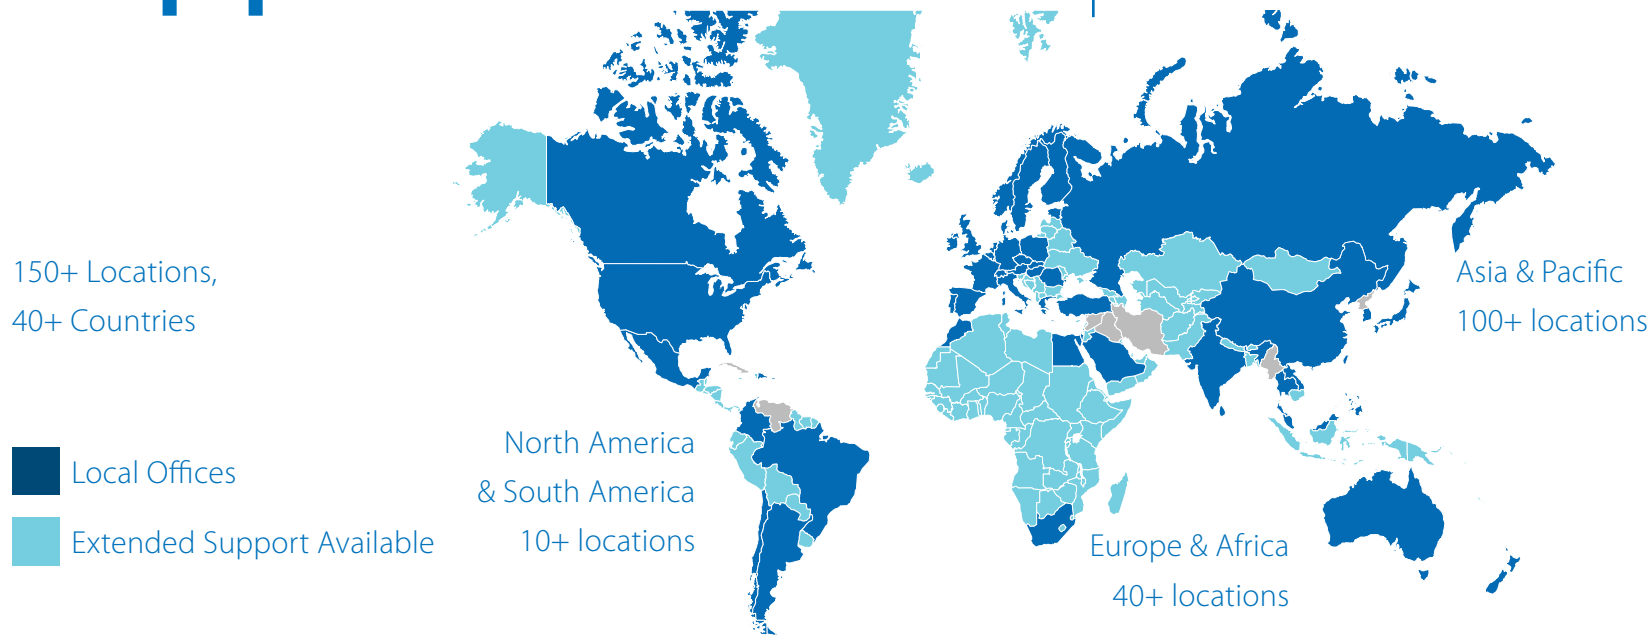 150+ Locations,
40+ Countries
Local Offices
Extended Support Available
North America
& South America
10+ locations
Europe & Africa
40+ locations
Asia & Pacific
100+ locations